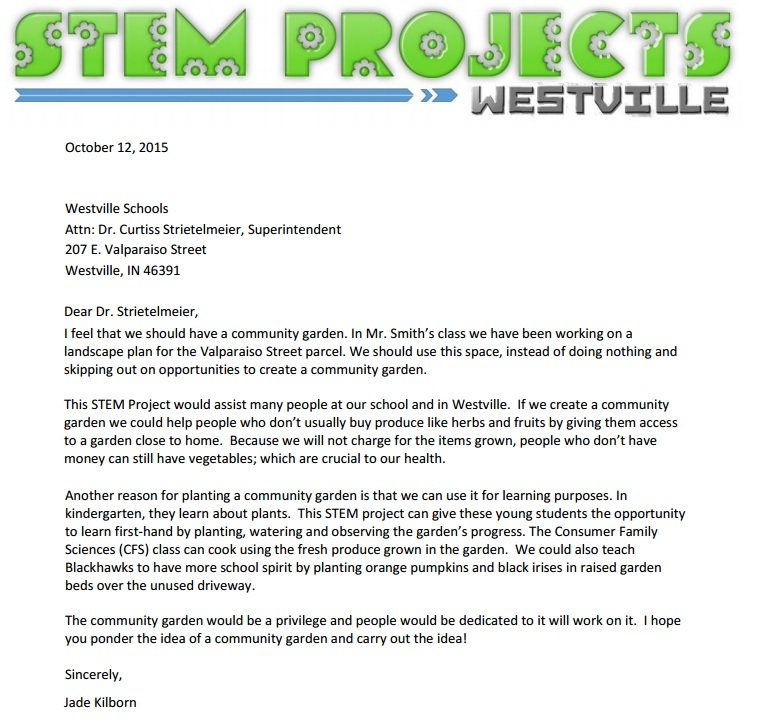 STEM PROJECTS
WESTVILLE
October 12, 2015
Westville Schools
Attn: Dr. Curtiss Strietelmeier, Superintendent
207 E. Valparaiso Street
Westville, IN 46391
Dear Dr. Strietelmeier,
I feel that we should have a community garden. In Mr. Smith’s class we have been working on a
landscape plan for the Valparaiso Street parcel. We should use this space, instead of doing nothing and
skipping out on opportunities to create a community garden.
This STEM Project would assist many people at our school and in Westville.  If we create a community
garden we could help people who don’t usually buy produce like herbs and fruits by giving them access
to a garden close to home.  Because we will not charge for the items grown, people who don’t have
money can still have vegetables; which are crucial to our health.
Another reason for planting a community garden is that we can use it for learning purposes. In
kindergarten, they learn about plants.  This STEM project can give these young students the opportunity
to learn first-hand by planting, watering and observing the garden’s progress. The Consumer Family
Sciences (CFS) class can cook using the fresh produce grown in the garden.  We could also teach
Blackhawks to have more school spirit by planting orange pumpkins and black irises in raised garden
beds over the unused driveway.
The community garden would be a privilege and people would be dedicated to it will work on it.  I hope
you ponder the idea of a community garden and carry out the idea!
Sincerely,
Jade Kilborn